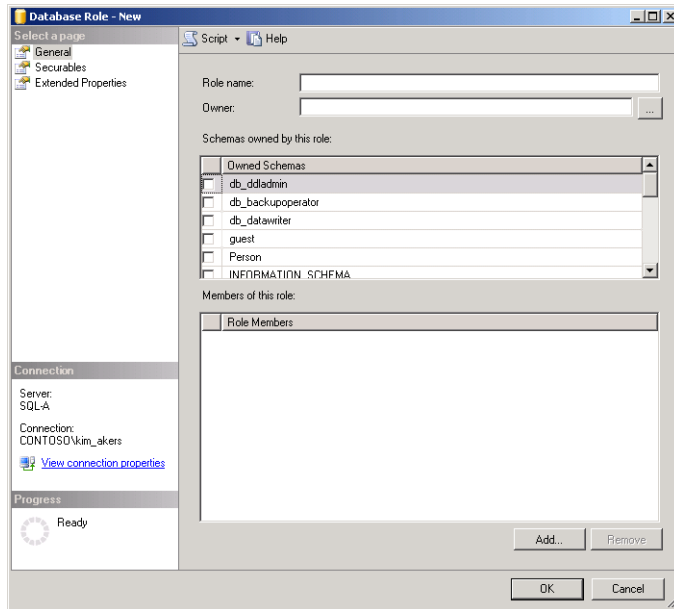 Database Role - New
Select a page
General
Securables
Extended Properties
Script
Help
Role name:
Owner:
...
Schemas owned by this role:
Owned Schemas
db_ddladmin
db_backupoperator
db_datawriter
guest
Person
INFORMATION_SCHEMA
Members of this role:
Role Members
Connection
Server:
SQL-A
Connection:
CONTOSO\kim_akers
View connection properties
Progress
Ready
Add...
Remove
OK
Cancel